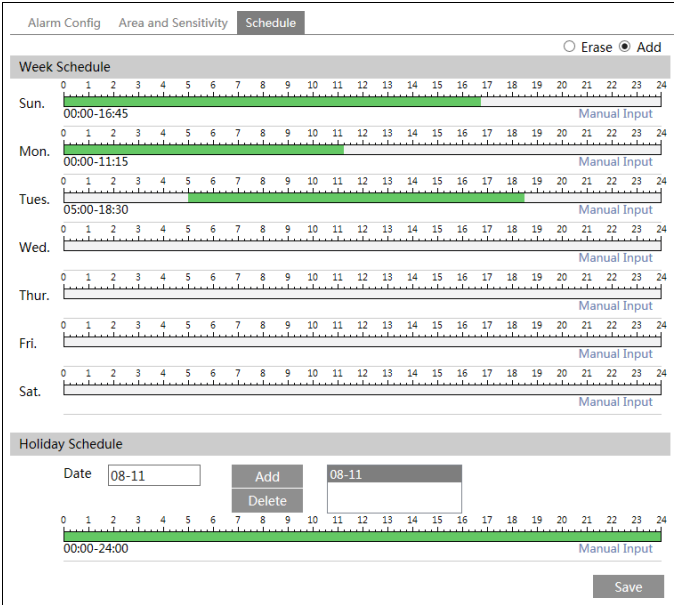 Alarm Config Area and Sensitivity Schedule
Erase Add
Week Schedule
0 1 2 3 4 5 6 7 8 9 10 11 12 13 14 15 16 17 18 19 20 21 22 23 24
Sun.
00:00-16:45 Manual Input
0 1 2 3 4 5 6 7 8 9 10 11 12 13 14 15 16 17 18 19 20 21 22 23 24
Mon.
00:00-11:15 Manual Input
0 1 2 3 4 5 6 7 8 9 10 11 12 13 14 15 16 17 18 19 20 21 22 23 24
Tues.
05:00-18:30 Manual Input
0 1 2 3 4 5 6 7 8 9 10 11 12 13 14 15 16 17 18 19 20 21 22 23 24
Wed.
Manual Input
0 1 2 3 4 5 6 7 8 9 10 11 12 13 14 15 16 17 18 19 20 21 22 23 24
Thur.
Manual Input
0 1 2 3 4 5 6 7 8 9 10 11 12 13 14 15 16 17 18 19 20 21 22 23 24
Fri.
Manual Input
0 1 2 3 4 5 6 7 8 9 10 11 12 13 14 15 16 17 18 19 20 21 22 23 24
Sat.
Manual Input
Holiday Schedule
Date 08-11 Add 08-11
Delete
0 1 2 3 4 5 6 7 8 9 10 11 12 13 14 15 16 17 18 19 20 21 22 23 24
00:00-24:00 Manual Input
Save